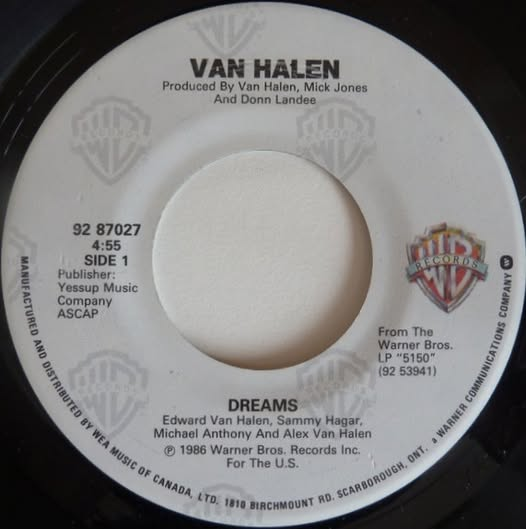 VAN HALEN
Produced By Van Halen, Mick Jones
And Donn Landee
92 87027
4:55
SIDE 1
Publisher:
Yessup Music
Company
ASCAP
WB
RECORDS
From The
Warner Bros.
LP "5150"
(92 53941)
DREAMS
Edward Van Halen, Sammy Hagar,
Michael Anthony And Alex Van Halen
℗ 1986 Warner Bros. Records Inc.
For The U.S.
MANUFACTURED AND DISTRIBUTED BY WEA MUSIC OF CANADA, LTD. 1810 BIRCHMOUNT RD. SCARBOROUGH, ONT. a WARNER COMMUNICATIONS COMPANY